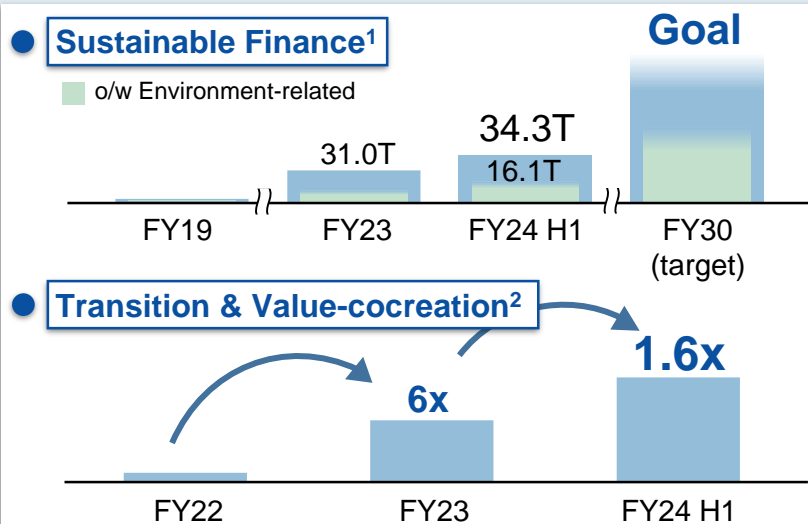 Sustainable Finance1
Goal
o/w Environment-related
31.0T
34.3T
16.1T
FY19
FY23
FY24 H1
FY30
(target)
Transition & Value-cocreation2
6x
1.6x
FY22
FY23
FY24 H1